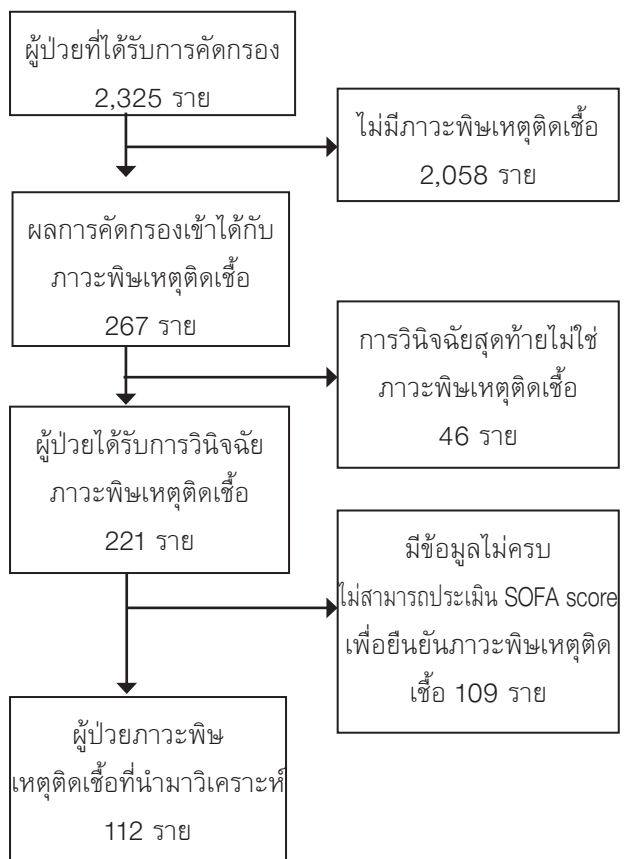 ผู้ป่วยที่ได้รับการคัดกรอง
2,325 ราย
ไม่มีภาวะพิษเหตุติดเชื้อ
2,058 ราย
ผลการคัดกรองเข้าได้กับ
ภาวะพิษเหตุติดเชื้อ
267 ราย
การวินิจฉัยสุดท้ายไม่ใช่
ภาวะพิษเหตุติดเชื้อ
46 ราย
ผู้ป่วยได้รับการวินิจฉัย
ภาวะพิษเหตุติดเชื้อ
221 ราย
มีข้อมูลไม่ครบ
ไม่สามารถประเมิน SOFA score
เพื่อยืนยันภาวะพิษเหตุติด
เชื้อ 109 ราย
ผู้ป่วยภาวะพิษ
เหตุติดเชื้อที่นำมาวิเคราะห์
112 ราย